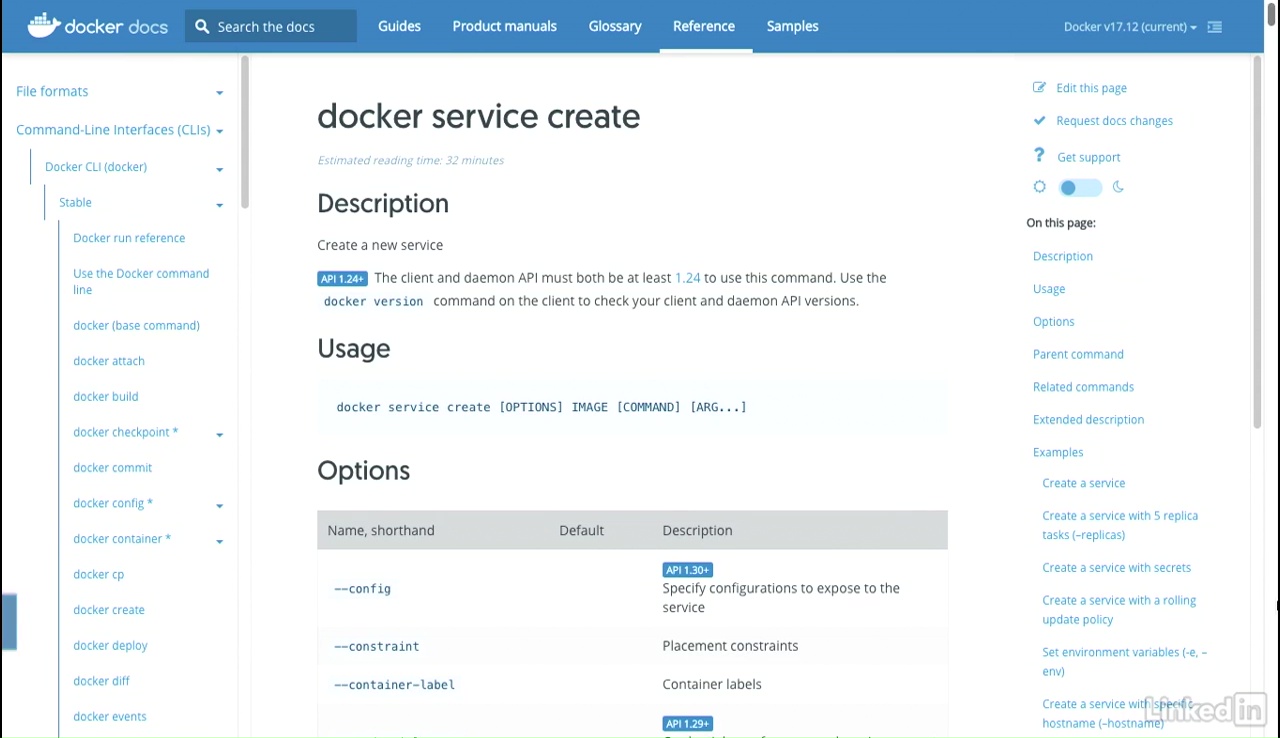 docker docs
Search the docs
Guides
Product manuals
Glossary
Reference
Samples
Docker v17.12 (current)
File formats
Command-Line Interfaces (CLIs)
Docker CLI (docker)
Stable
Docker run reference
Use the Docker command
line
docker (base command)
docker attach
docker build
docker checkpoint *
docker commit
docker config *
docker container *
docker cp
docker create
docker deploy
docker diff
docker events
docker service create
Estimated reading time: 32 minutes
Description
Create a new service
API 1.24+ The client and daemon API must both be at least 1.24 to use this command. Use the
docker version command on the client to check your client and daemon API versions.
Usage
docker service create [OPTIONS] IMAGE [COMMAND] [ARG...]
Options
Name, shorthand Default Description
API 1.30+
--config Specify configurations to expose to the
service
--constraint Placement constraints
--container-label Container labels
API 1.29+
Edit this page
Request docs changes
Get support
On this page:
Description
Usage
Options
Parent command
Related commands
Extended description
Examples
Create a service
Create a service with 5 replica
tasks (–replicas)
Create a service with secrets
Create a service with a rolling
update policy
Set environment variables (-e, –
env)
Create a service with specific
hostname (–hostname)
Linked in